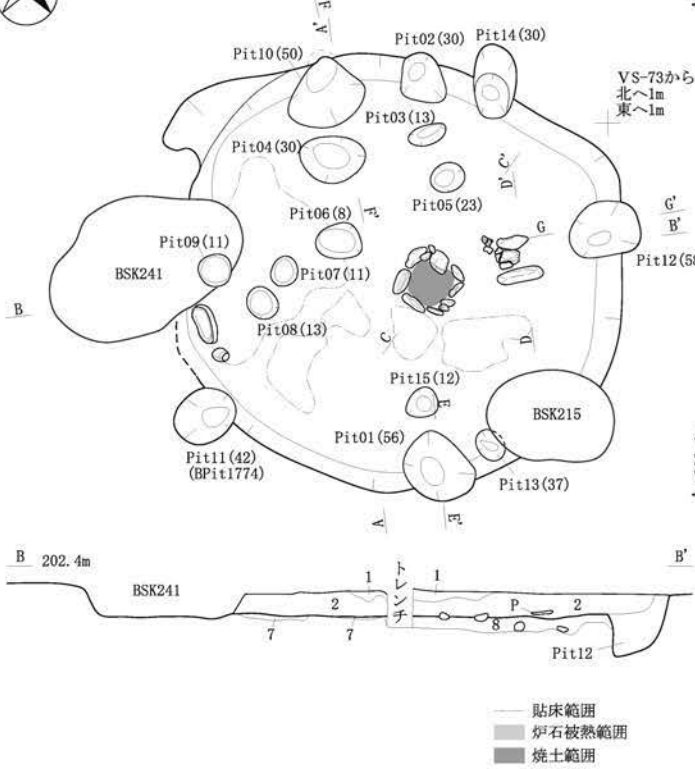 A' E
Pit10(50)
Pit02(30)
Pit14(30)
VS-73から
北へ1m
東へ1m
Pit03(13)
Pit04(30)
C'
D'
Pit05(23)
Pit06(8)
F'
G
G'
B'
Pit09(11)
BSK241
Pit07(11)
Pit12(58
B
Pit08(13)
C
D
Pit15(12)
E
BSK215
Pit01(56)
Pit11(42)
(BPit1774)
Pit13(37)
A
E'
B 202.4m
B'
トレンチ
BSK241
1
1
2
P
2
7
7
8
Pit12
貼床範囲
炉石被熱範囲
焼土範囲